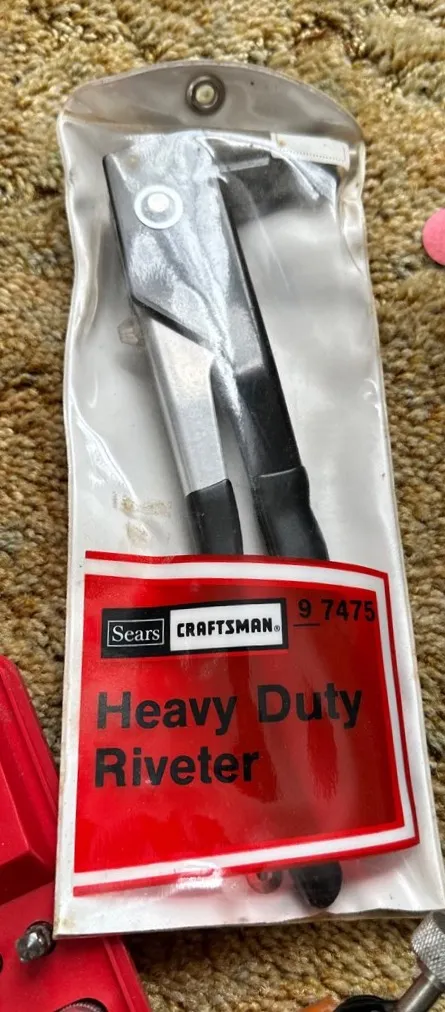 Sears CRAFTSMAN® 9 7475
Heavy Duty
Riveter